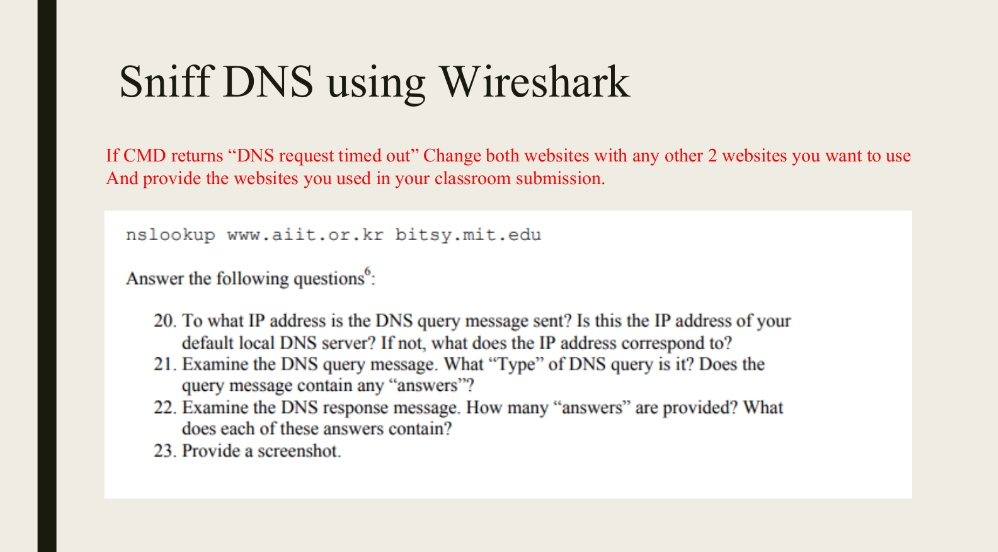 Sniff DNS using Wireshark
If CMD returns “DNS request timed out” Change both websites with any other 2 websites you want to use
And provide the websites you used in your classroom submission.
nslookup www.aiit.or.kr bitsy.mit.edu
Answer the following questions⁶:
20. To what IP address is the DNS query message sent? Is this the IP address of your
default local DNS server? If not, what does the IP address correspond to?
21. Examine the DNS query message. What “Type” of DNS query is it? Does the
query message contain any “answers”?
22. Examine the DNS response message. How many “answers” are provided? What
does each of these answers contain?
23. Provide a screenshot.